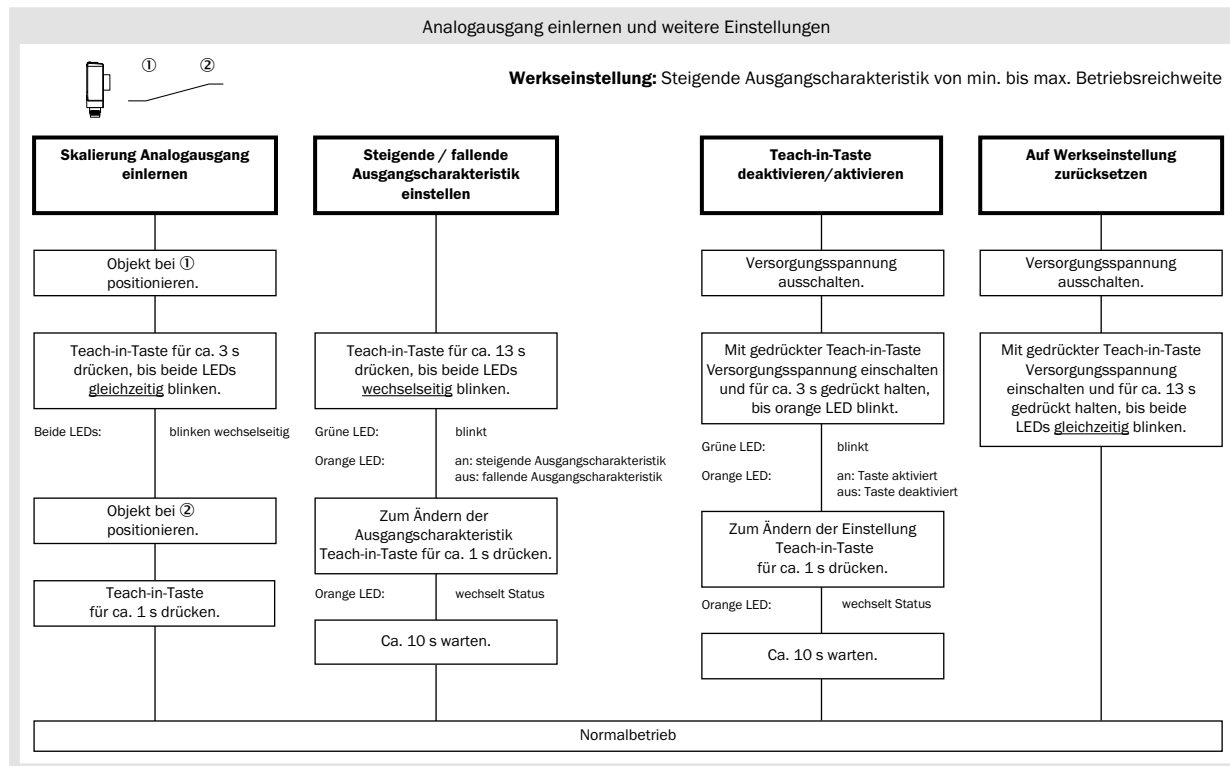 Analogausgang einlernen und weitere Einstellungen
① ②
Werkseinstellung: Steigende Ausgangscharakteristik von min. bis max. Betriebsreichweite
Skalierung Analogausgang
einlernen
Objekt bei ①
positionieren.
Teach-in-Taste für ca. 3 s
drücken, bis beide LEDs
gleichzeitig blinken.
Beide LEDs: blinken wechselseitig
Objekt bei ②
positionieren.
Teach-in-Taste
für ca. 1 s drücken.
Steigende / fallende
Ausgangscharakteristik
einstellen
Teach-in-Taste für ca. 13 s
drücken, bis beide LEDs
wechselseitig blinken.
Grüne LED: blinkt
Orange LED: an: steigende Ausgangscharakteristik
aus: fallende Ausgangscharakteristik
Zum Ändern der
Ausgangscharakteristik
Teach-in-Taste für ca. 1 s drücken.
Orange LED: wechselt Status
Ca. 10 s warten.
Teach-in-Taste
deaktivieren/aktivieren
Versorgungsspannung
ausschalten.
Mit gedrückter Teach-in-Taste
Versorgungsspannung einschalten
und für ca. 3 s gedrückt halten,
bis orange LED blinkt.
Grüne LED: blinkt
Orange LED: an: Taste aktiviert
aus: Taste deaktiviert
Zum Ändern der Einstellung
Teach-in-Taste
für ca. 1 s drücken.
Orange LED: wechselt Status
Ca. 10 s warten.
Auf Werkseinstellung
zurücksetzen
Versorgungsspannung
ausschalten.
Mit gedrückter Teach-in-Taste
Versorgungsspannung
einschalten und für ca. 13 s
gedrückt halten, bis beide
LEDs gleichzeitig blinken.
Normalbetrieb